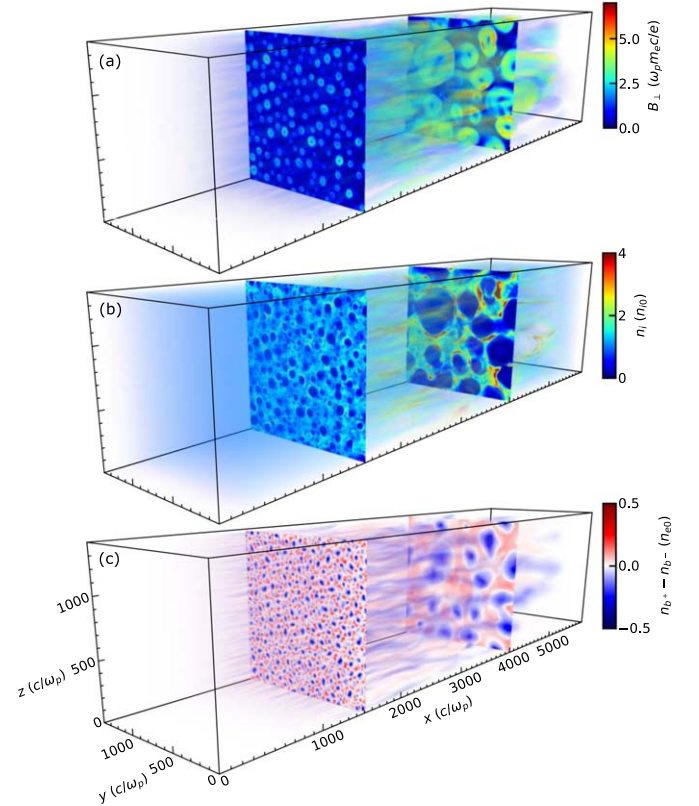 (a)
5.0
2.5
0.0
B⊥ (ωpmec/e)
(b)
4
2
0
ni (ni0)
(c)
0.5
0.0
−0.5
nb+ − nb− (ne0)
1000
500
0
z (c/ωp)
1000
500
0
y (c/ωp)
0
1000
2000
3000
4000
5000
x (c/ωp)